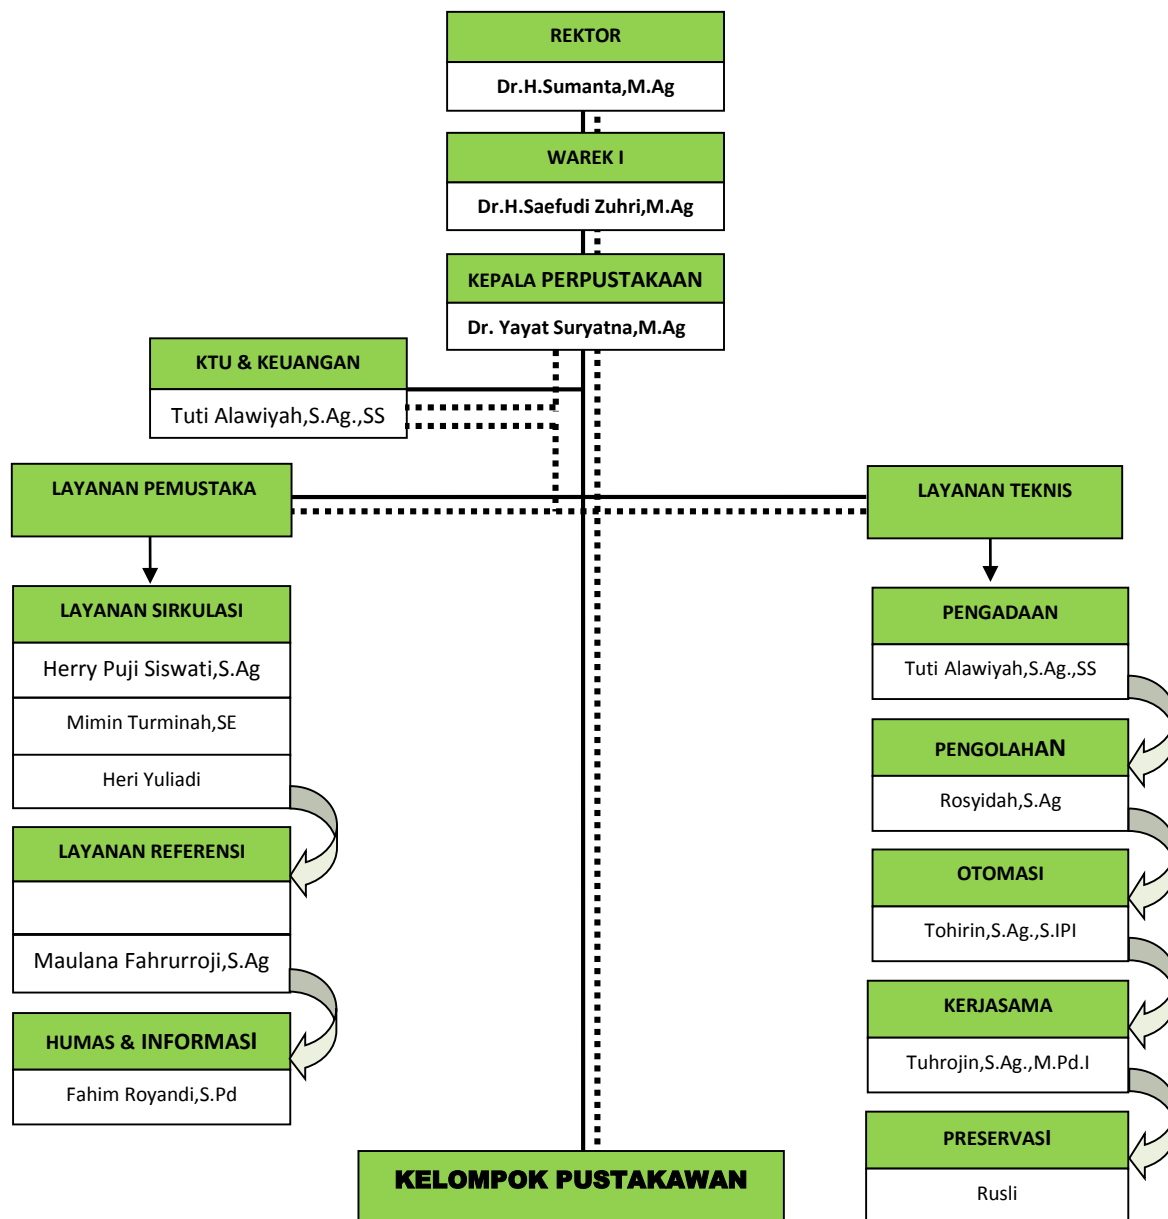 REKTOR
Dr.H.Sumanta,M.Ag
WAREK I
Dr.H.Saefudi Zuhri,M.Ag
KEPALA PERPUSTAKAAN
Dr. Yayat Suryatna,M.Ag
KTU & KEUANGAN
Tuti Alawiyah,S.Ag.,SS
LAYANAN PEMUSTAKA
LAYANAN TEKNIS
LAYANAN SIRKULASI
Herry Puji Siswati,S.Ag
Mimin Turminah,SE
Heri Yuliadi
LAYANAN REFERENSI
Maulana Fahrurroji,S.Ag
HUMAS & INFORMASI
Fahim Royandi,S.Pd
PENGADAAN
Tuti Alawiyah,S.Ag.,SS
PENGOLAHAN
Rosyidah,S.Ag
OTOMASI
Tohirin,S.Ag.,S.IPI
KERJASAMA
Tuhrojin,S.Ag.,M.Pd.I
PRESERVASI
Rusli
KELOMPOK PUSTAKAWAN